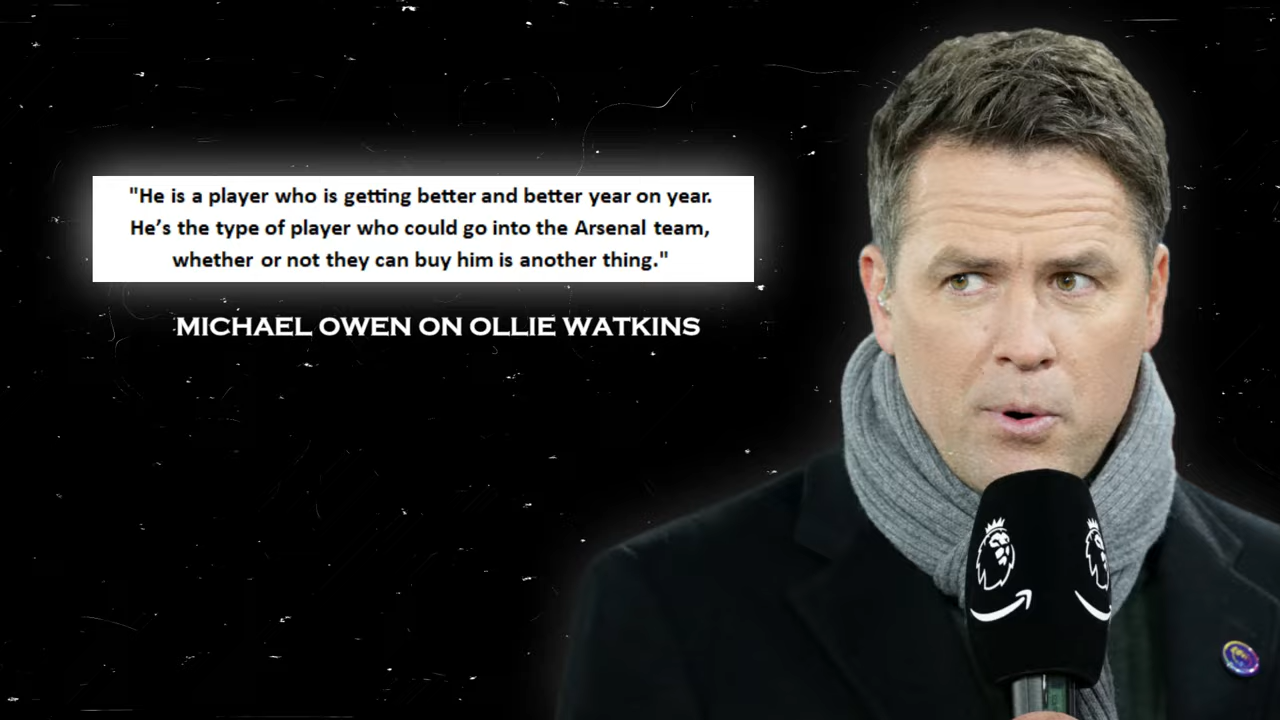 "He is a player who is getting better and better year on year.
He’s the type of player who could go into the Arsenal team,
whether or not they can buy him is another thing."
MICHAEL OWEN ON OLLIE WATKINS